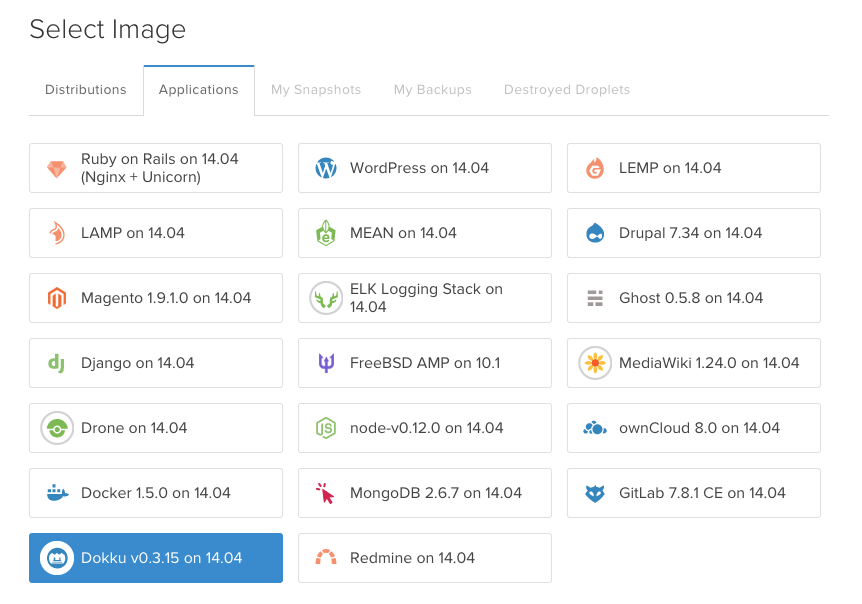 Select Image
Distributions
Applications
My Snapshots
My Backups
Destroyed Droplets
Ruby on Rails on 14.04
(Nginx + Unicorn)
WordPress on 14.04
LEMP on 14.04
LAMP on 14.04
MEAN on 14.04
Drupal 7.34 on 14.04
Magento 1.9.1.0 on 14.04
ELK Logging Stack on
14.04
Ghost 0.5.8 on 14.04
Django on 14.04
FreeBSD AMP on 10.1
MediaWiki 1.24.0 on 14.04
Drone on 14.04
node-v0.12.0 on 14.04
ownCloud 8.0 on 14.04
Docker 1.5.0 on 14.04
MongoDB 2.6.7 on 14.04
GitLab 7.8.1 CE on 14.04
Dokku v0.3.15 on 14.04
Redmine on 14.04